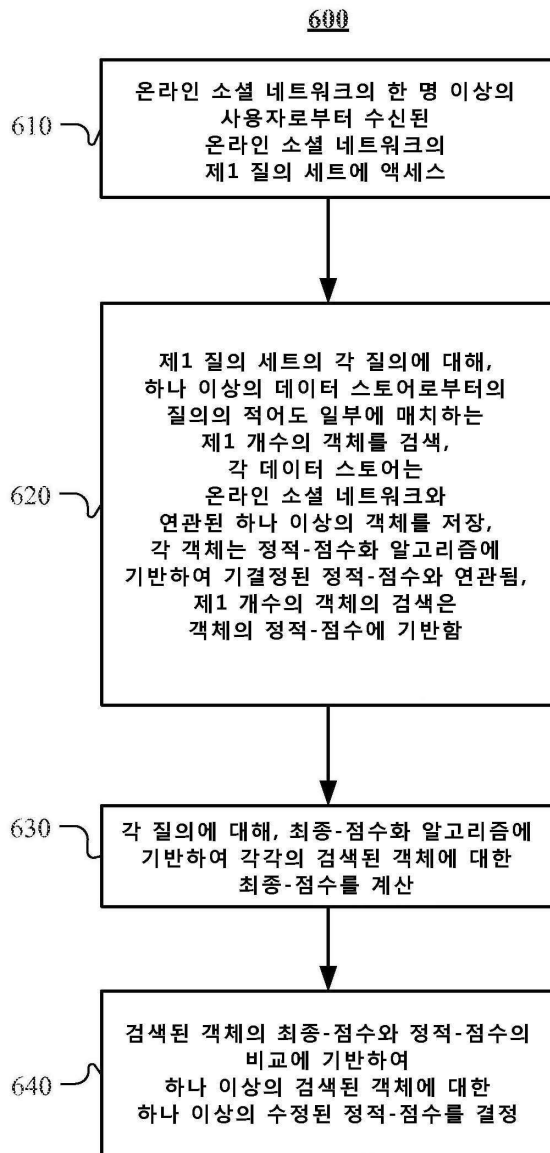 600
610
온라인 소셜 네트워크의 한 명 이상의
사용자로부터 수신된
온라인 소셜 네트워크의
제1 질의 세트에 액세스
620
제1 질의 세트의 각 질의에 대해,
하나 이상의 데이터 스토어로부터의
질의의 적어도 일부에 매치하는
제1 개수의 객체를 검색,
각 데이터 스토어는
온라인 소셜 네트워크와
연관된 하나 이상의 객체를 저장,
각 객체는 정적-점수화 알고리즘에
기반하여 기결정된 정적-점수와 연관됨,
제1 개수의 객체의 검색은
객체의 정적-점수에 기반함
630
각 질의에 대해, 최종-점수화 알고리즘에
기반하여 각각의 검색된 객체에 대한
최종-점수를 계산
640
검색된 객체의 최종-점수와 정적-점수의
비교에 기반하여
하나 이상의 검색된 객체에 대한
하나 이상의 수정된 정적-점수를 결정